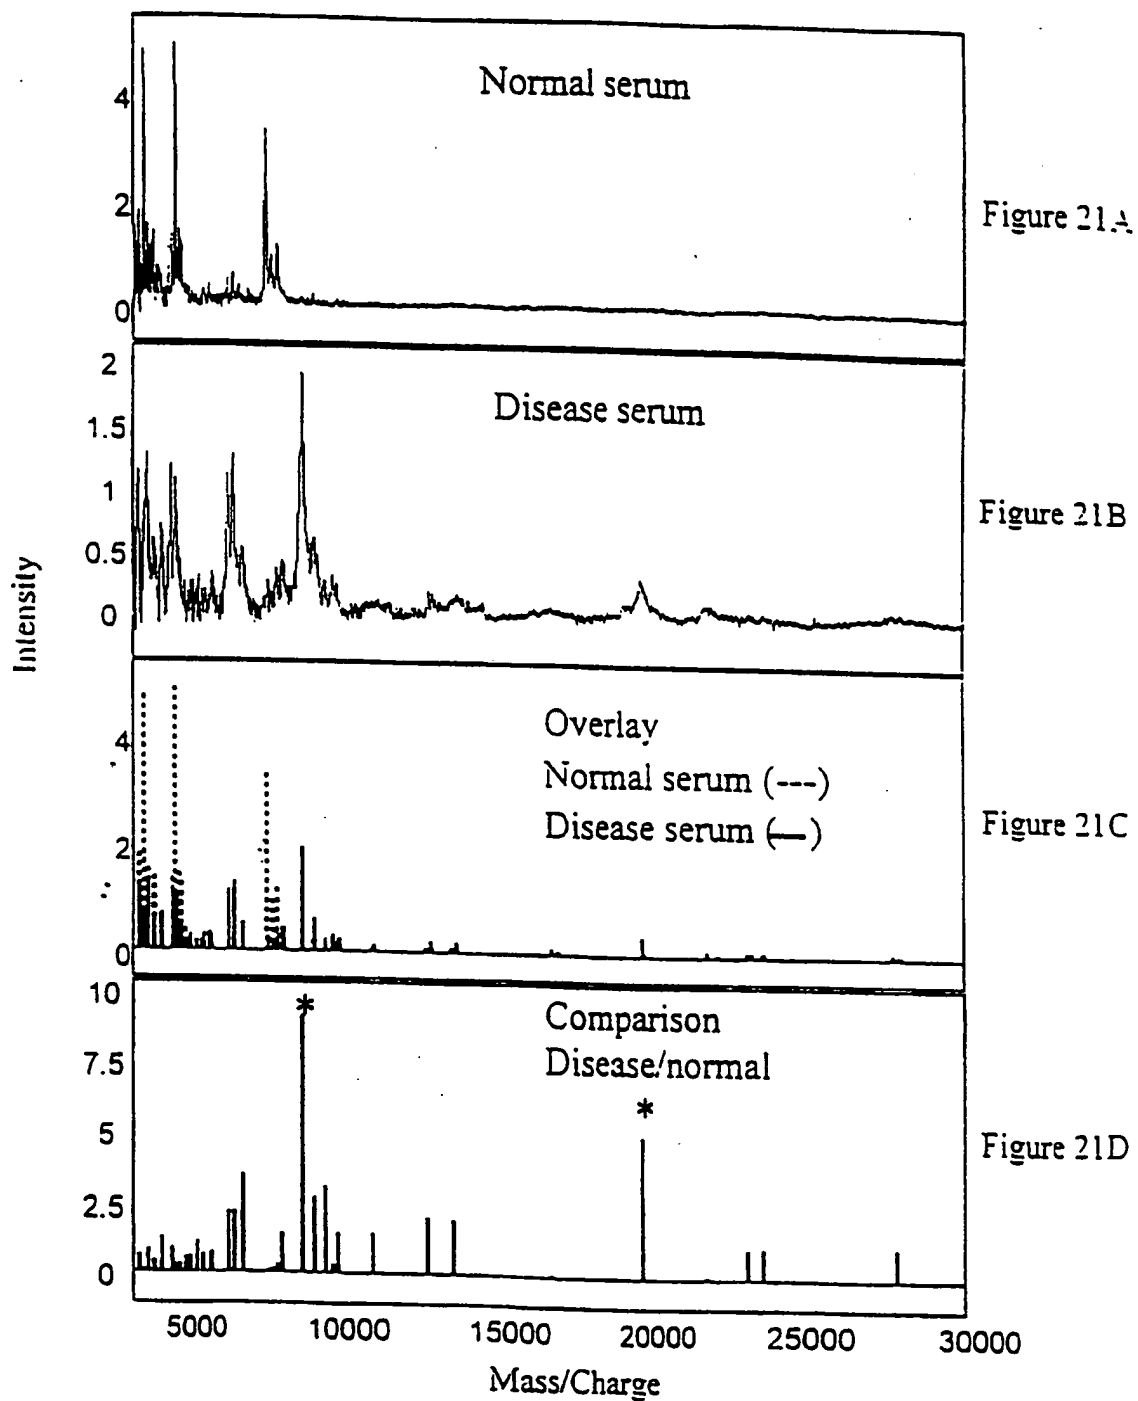 Normal serum
4
2
0
Figure 21A
Disease serum
2
1.5
1
0.5
0
Figure 21B
Intensity
Overlay
Normal serum (---)
Disease serum (—)
4
2
0
Figure 21C
Comparison
Disease/normal
*
*
10
7.5
5
2.5
0
Figure 21D
5000 10000 15000 20000 25000 30000
Mass/Charge